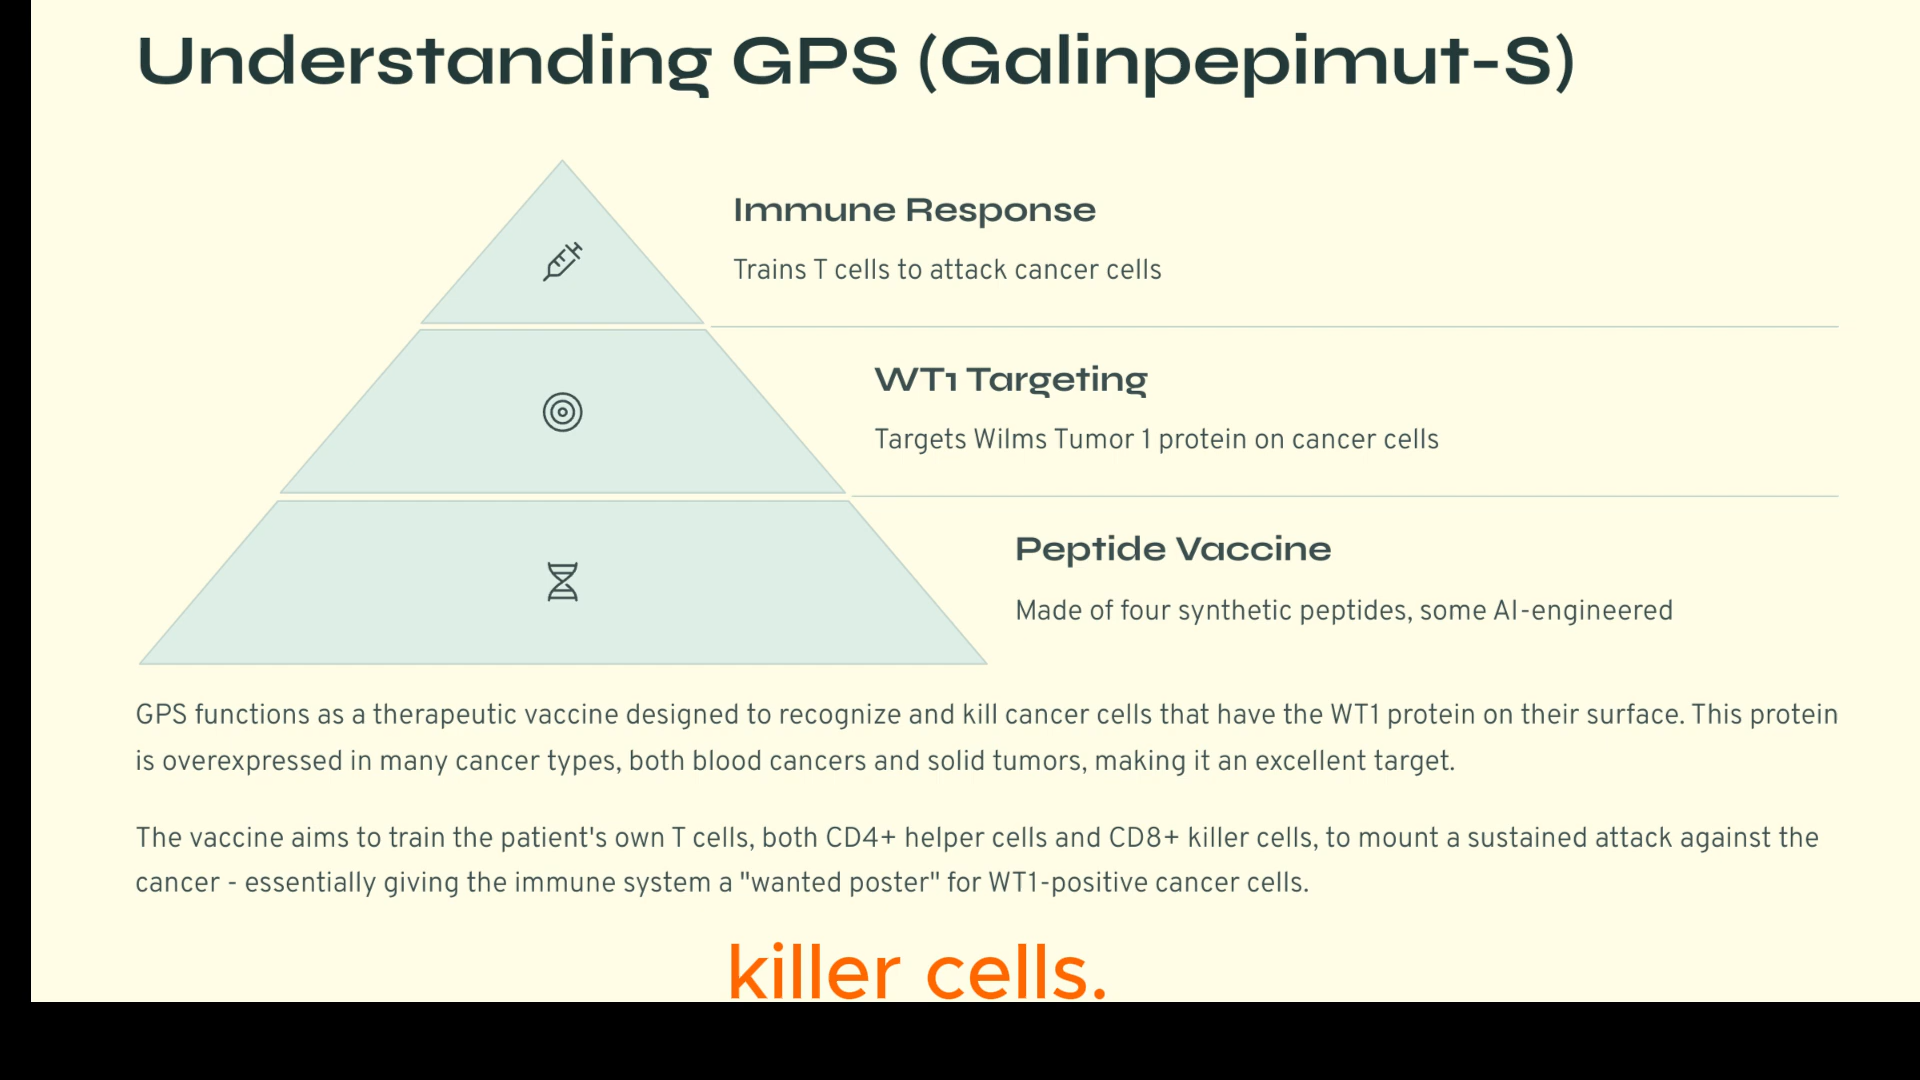 Understanding GPS (Galinpepimut-S)
Immune Response
Trains T cells to attack cancer cells
WT1 Targeting
Targets Wilms Tumor 1 protein on cancer cells
Peptide Vaccine
Made of four synthetic peptides, some AI-engineered
GPS functions as a therapeutic vaccine designed to recognize and kill cancer cells that have the WT1 protein on their surface. This protein
is overexpressed in many cancer types, both blood cancers and solid tumors, making it an excellent target.
The vaccine aims to train the patient's own T cells, both CD4+ helper cells and CD8+ killer cells, to mount a sustained attack against the
cancer - essentially giving the immune system a "wanted poster" for WT1-positive cancer cells.
killer cells.